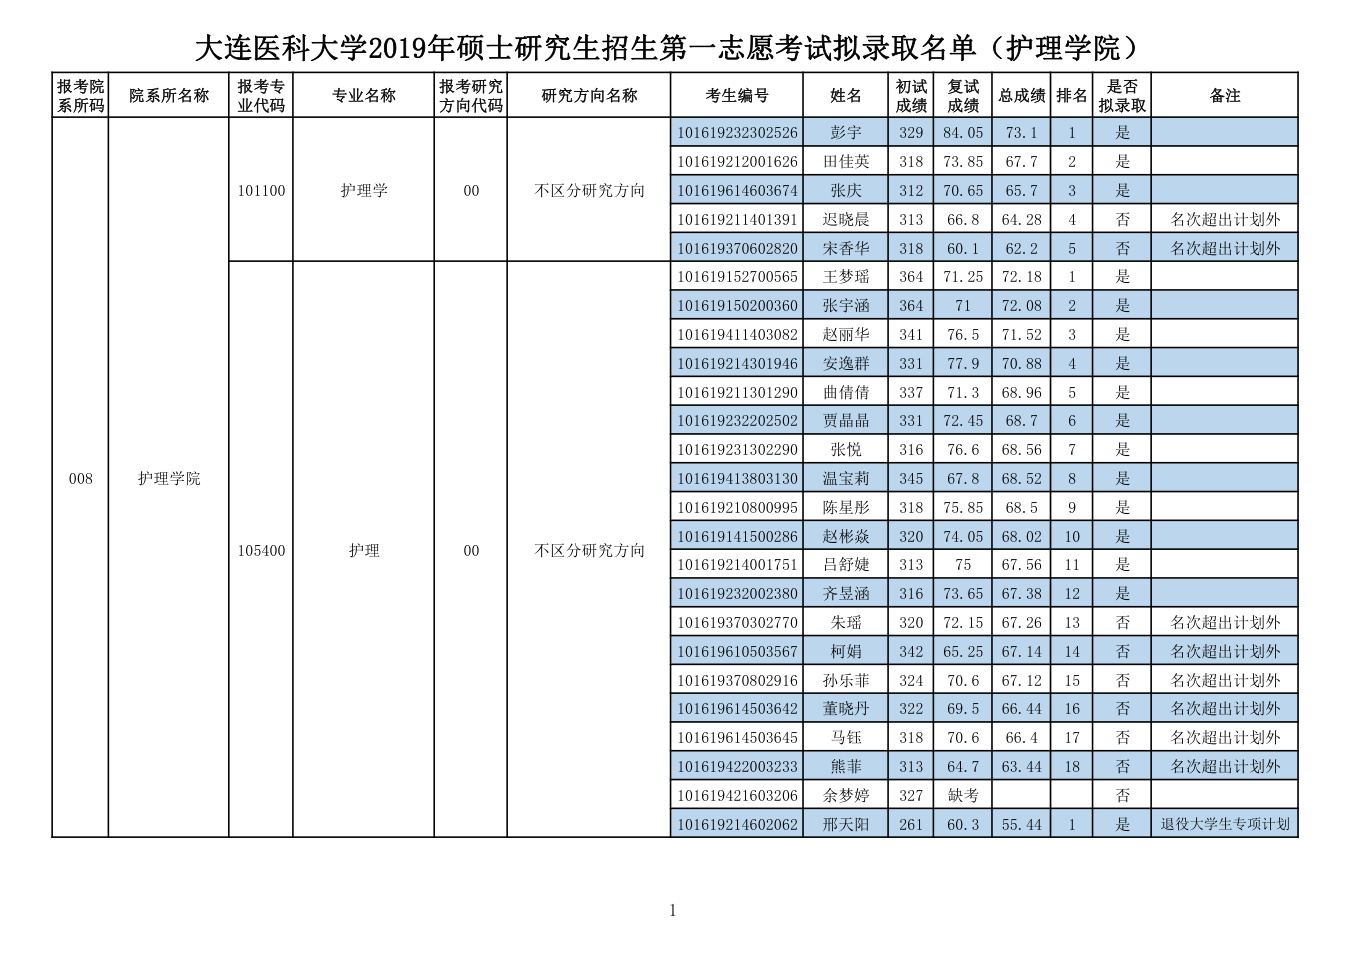 大连医科大学2019年硕士研究生招生第一志愿考试拟录取名单（护理学院）
报考院系所码 院系所名称 报考专业代码 专业名称 报考研究方向代码 研究方向名称 考生编号 姓名 初试成绩 复试成绩 总成绩 排名 是否拟录取 备注
008 护理学院
101100 护理学 00 不区分研究方向
101619232302526 彭宇 329 84.05 73.1 1 是
101619212001626 田佳英 318 73.85 67.7 2 是
101619614603674 张庆 312 70.65 65.7 3 是
101619211401391 迟晓晨 313 66.8 64.28 4 否 名次超出计划外
101619370602820 宋香华 318 60.1 62.2 5 否 名次超出计划外
105400 护理 00 不区分研究方向
101619152700565 王梦瑶 364 71.25 72.18 1 是
101619150200360 张宇涵 364 71 72.08 2 是
101619411403082 赵丽华 341 76.5 71.52 3 是
101619214301946 安逸群 331 77.9 70.88 4 是
101619211301290 曲倩倩 337 71.3 68.96 5 是
101619232202502 贾晶晶 331 72.45 68.7 6 是
101619231302290 张悦 316 76.6 68.56 7 是
101619413803130 温宝莉 345 67.8 68.52 8 是
101619210800995 陈星彤 318 75.85 68.5 9 是
101619141500286 赵彬焱 320 74.05 68.02 10 是
101619214001751 吕舒婕 313 75 67.56 11 是
101619232002380 齐昱涵 316 73.65 67.38 12 是
101619370302770 朱瑶 320 72.15 67.26 13 否 名次超出计划外
101619610503567 柯娟 342 65.25 67.14 14 否 名次超出计划外
101619370802916 孙乐菲 324 70.6 67.12 15 否 名次超出计划外
101619614503642 董晓丹 322 69.5 66.44 16 否 名次超出计划外
101619614503645 马钰 318 70.6 66.4 17 否 名次超出计划外
101619422003233 熊菲 313 64.7 63.44 18 否 名次超出计划外
101619421603206 余梦婷 327 缺考 否
101619214602062 邢天阳 261 60.3 55.44 1 是 退役大学生专项计划
1